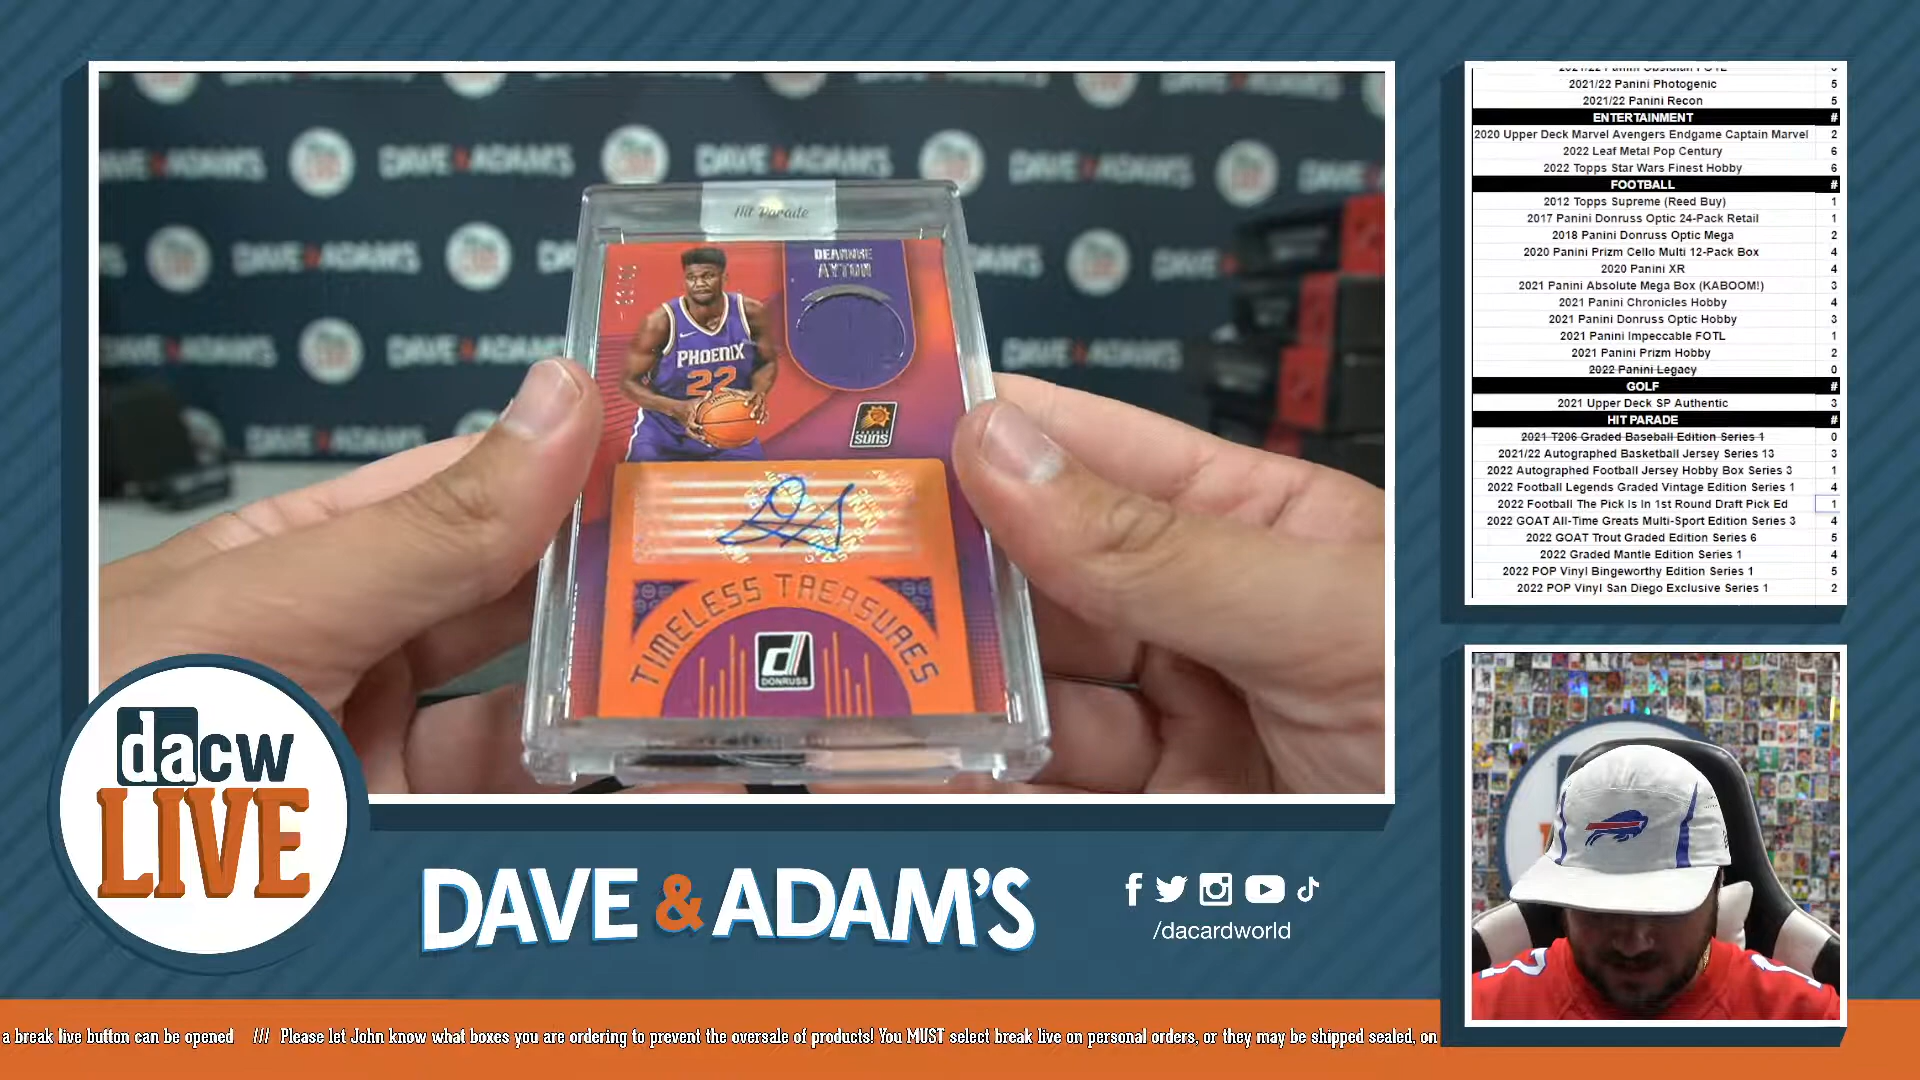 DAVE & ADAM'S
Hit Parade
DEANDRE
AYTON
PHOENIX
22
SUNS
TIMELESS TREASURES
d
DONRUSS
2021/22 Panini Obsidian FOTL
2021/22 Panini Photogenic 5
2021/22 Panini Recon 5
ENTERTAINMENT #
2020 Upper Deck Marvel Avengers Endgame Captain Marvel 2
2022 Leaf Metal Pop Century 6
2022 Topps Star Wars Finest Hobby 6
FOOTBALL #
2012 Topps Supreme (Reed Buy) 1
2017 Panini Donruss Optic 24-Pack Retail 1
2018 Panini Donruss Optic Mega 2
2020 Panini Prizm Cello Multi 12-Pack Box 4
2020 Panini XR 4
2021 Panini Absolute Mega Box (KABOOM!) 3
2021 Panini Chronicles Hobby 4
2021 Panini Donruss Optic Hobby 3
2021 Panini Impeccable FOTL 1
2021 Panini Prizm Hobby 2
2022 Panini Legacy 0
GOLF #
2021 Upper Deck SP Authentic 3
HIT PARADE #
2021 T206 Graded Baseball Edition Series 1 0
2021/22 Autographed Basketball Jersey Series 13 3
2022 Autographed Football Jersey Hobby Box Series 3 1
2022 Football Legends Graded Vintage Edition Series 1 4
2022 Football The Pick Is In 1st Round Draft Pick Ed 1
2022 GOAT All-Time Greats Multi-Sport Edition Series 3 4
2022 GOAT Trout Graded Edition Series 6 5
2022 Graded Mantle Edition Series 1 4
2022 POP Vinyl Bingeworthy Edition Series 1 5
2022 POP Vinyl San Diego Exclusive Series 1 2
dacw
LIVE
DAVE & ADAM'S
/dacardworld
a break live button can be opened /// Please let John know what boxes you are ordering to prevent the oversale of products! You MUST select break live on personal orders, or they may be shipped sealed, on